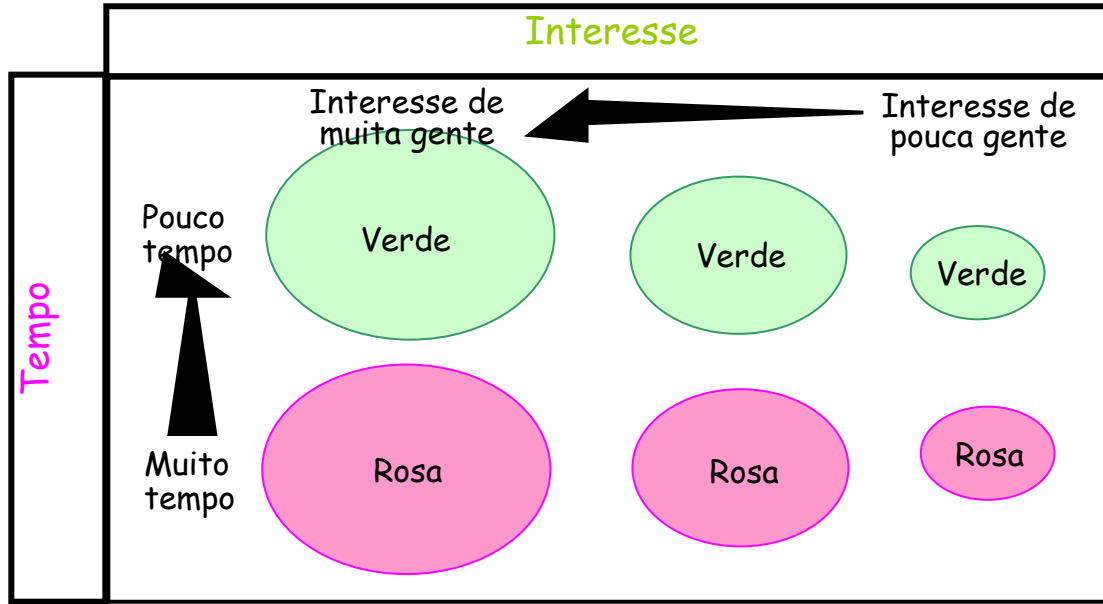 Interesse
Interesse de
muita gente
Interesse de
pouca gente
Tempo
Pouco
tempo
Verde
Verde
Verde
Muito
tempo
Rosa
Rosa
Rosa